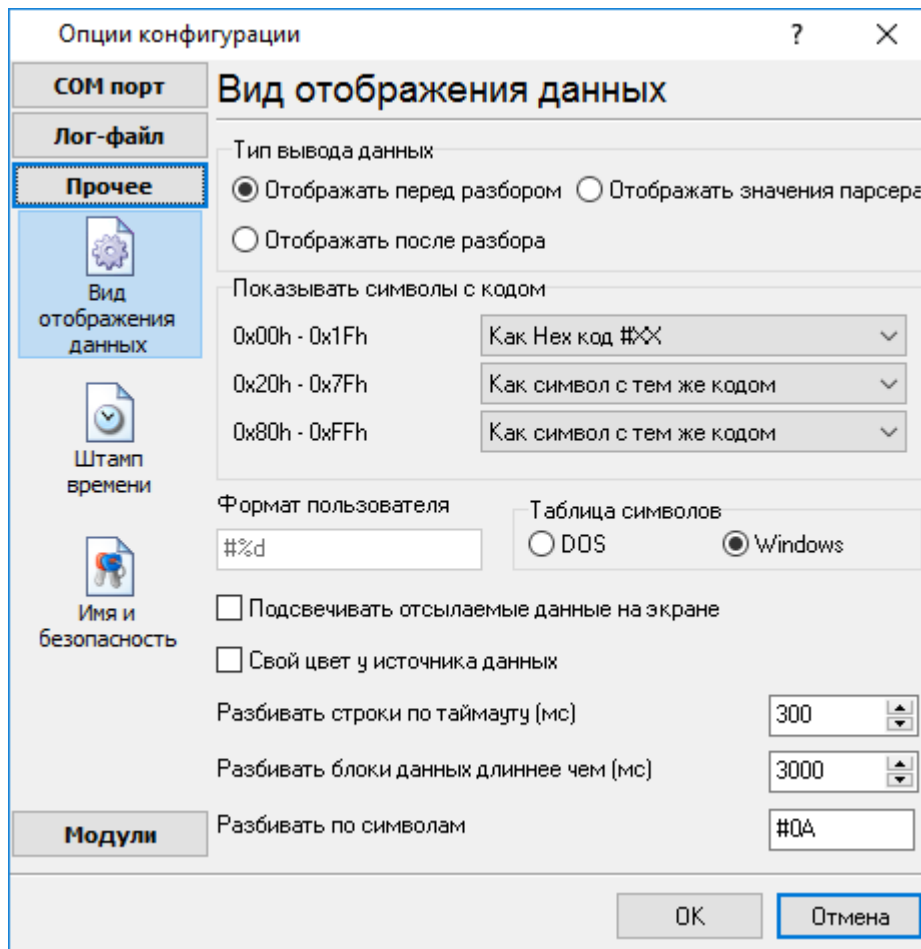 Опции конфигурации
?
COM порт
Лог-файл
Прочее
Вид
отображения
данных
Штамп
времени
Имя и
безопасность
Модули
Вид отображения данных
Тип вывода данных
Отображать перед разбором
Отображать значения парсера
Отображать после разбора
Показывать символы с кодом
0x00h - 0x1Fh
Как Hex код #XX
0x20h - 0x7Fh
Как символ с тем же кодом
0x80h - 0xFFh
Как символ с тем же кодом
Формат пользователя
#%d
Таблица символов
DOS
Windows
Подсвечивать отсылаемые данные на экране
Свой цвет у источника данных
Разбивать строки по таймауту (мс)
300
Разбивать блоки данных длиннее чем (мс)
3000
Разбивать по символам
#0A
OK
Отмена